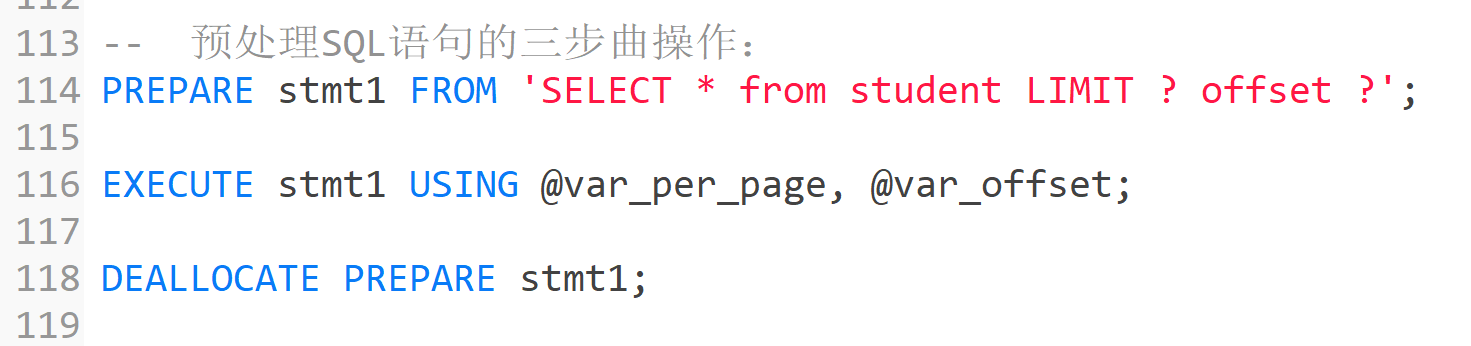 112
113 --  预处理SQL语句的三步曲操作：
114 PREPARE stmt1 FROM 'SELECT * from student LIMIT ? offset ?';
115
116 EXECUTE stmt1 USING @var_per_page, @var_offset;
117
118 DEALLOCATE PREPARE stmt1;
119